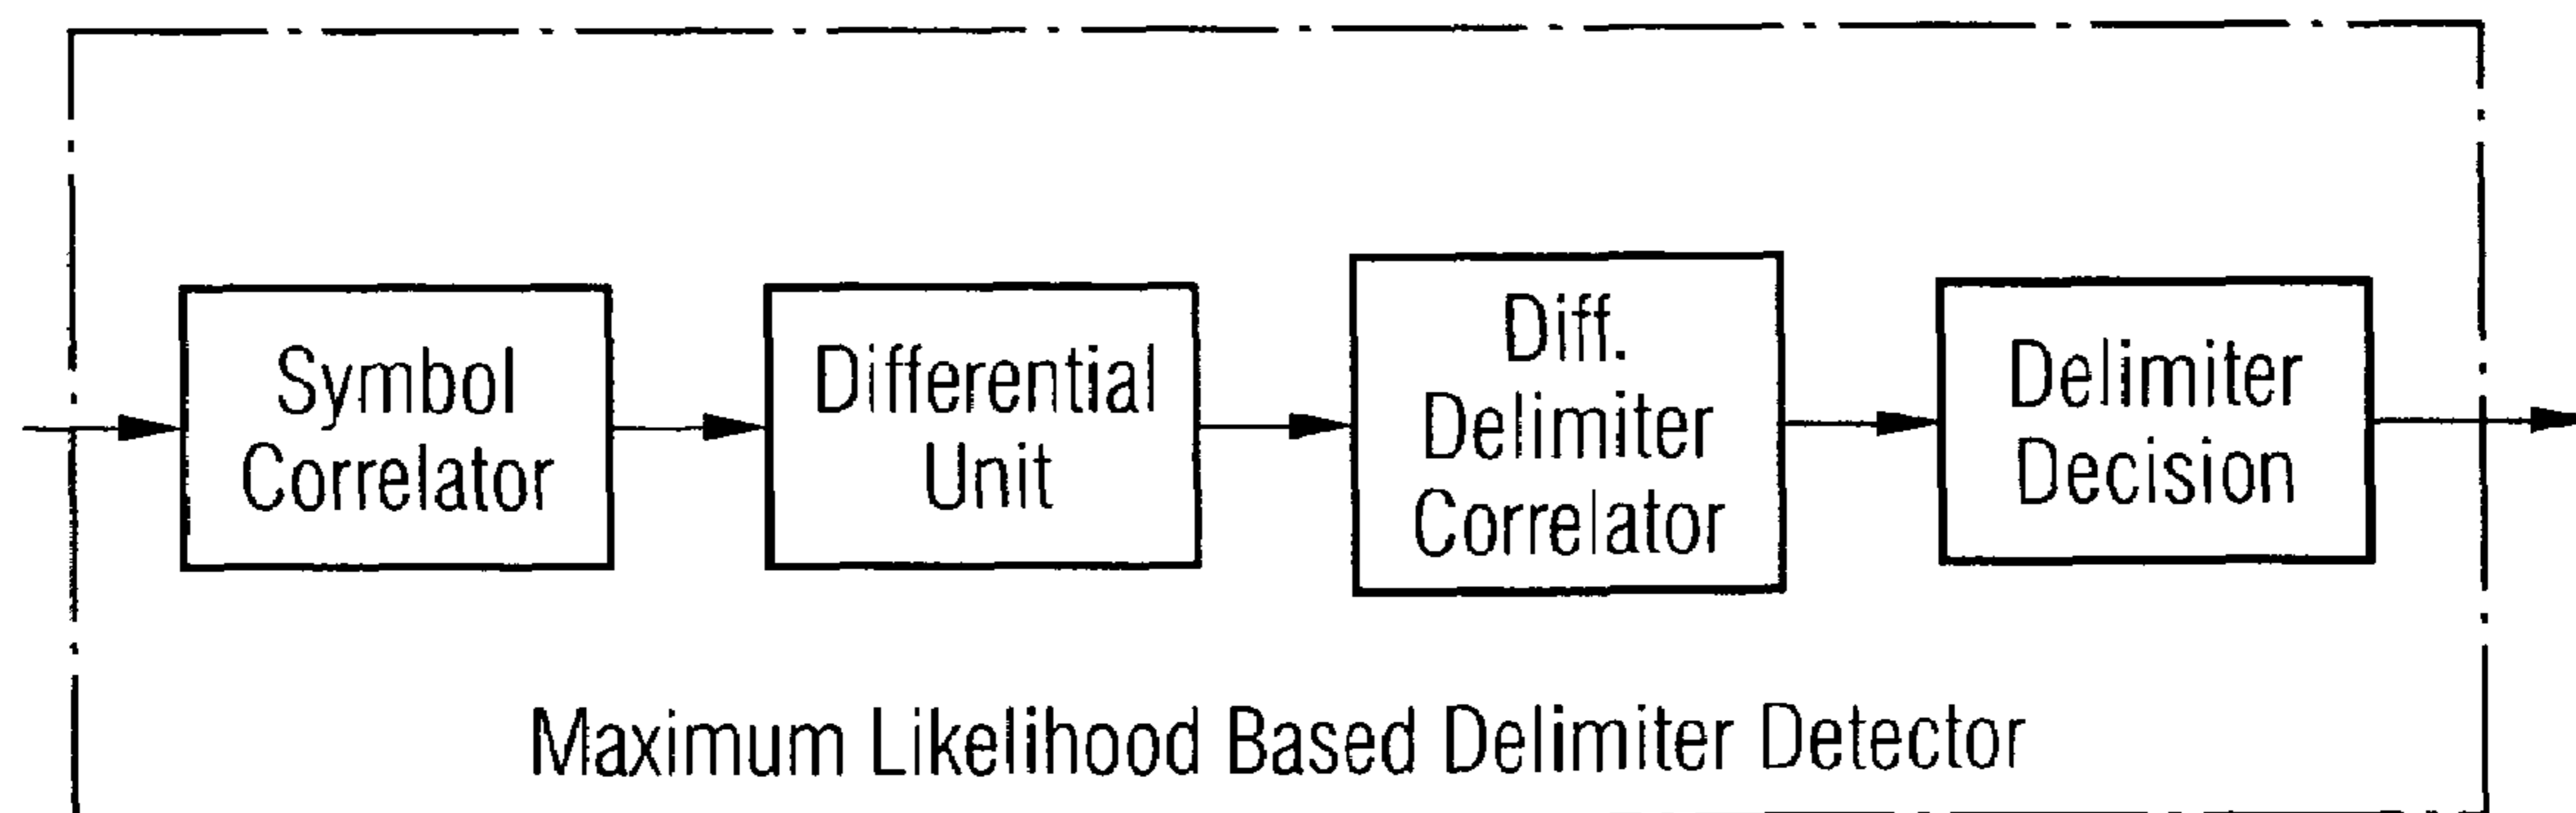 Symbol
Correlator
Differential
Unit
Diff.
Delimiter
Correlator
Delimiter
Decision
Maximum Likelihood Based Delimiter Detector